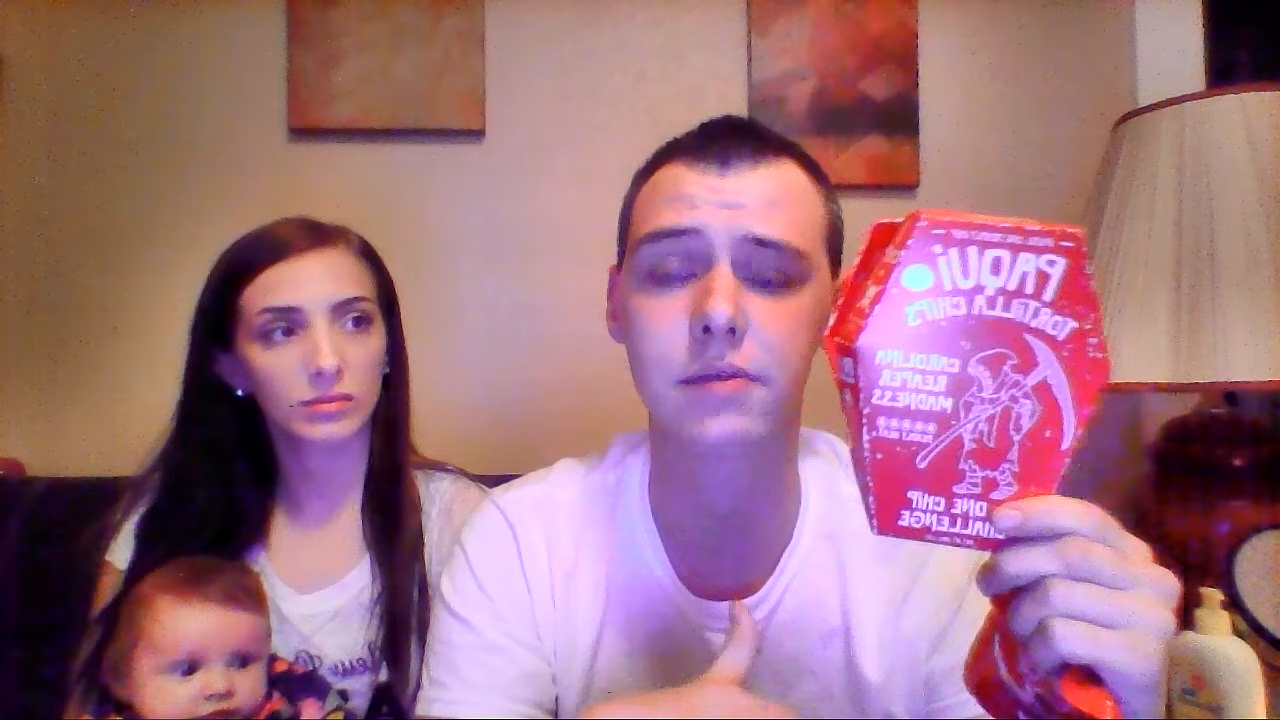 PAQUI
TORTILLA CHIPS
CAROLINA
REAPER
MADNESS
ONE CHIP
CHALLENGE